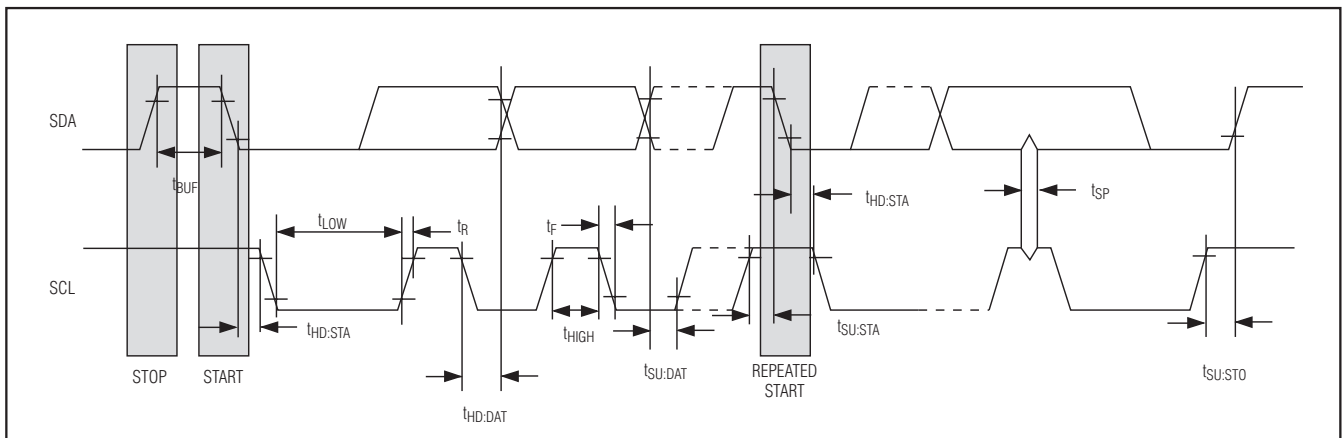 SDA
tBUF
tHD:STA
tSP
tLOW
tR
tF
SCL
tHD:STA
tHIGH
tSU:STA
tSU:DAT
tSU:STO
STOP
START
REPEATED
START
tHD:DAT